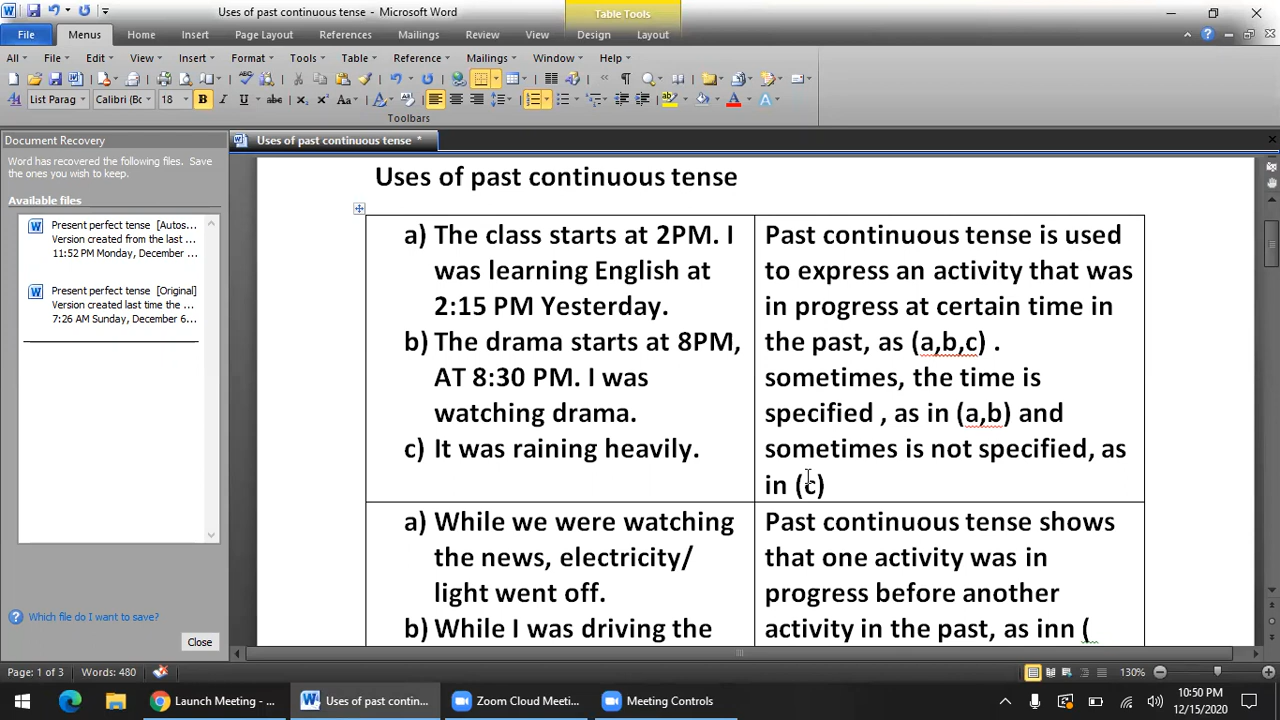 Uses of past continuous tense - Microsoft Word
Table Tools
File Menus Home Insert Page Layout References Mailings Review View Design Layout
All File Edit View Insert Format Tools Table Reference Mailings Window Help
List Parag Calibri (Bc 18
Toolbars
Document Recovery
Uses of past continuous tense *
Word has recovered the following files. Save
the ones you wish to keep.
Available files
Present perfect tense [Autos...
Version created from the last ...
11:52 PM Monday, December ...
Present perfect tense [Original]
Version created last time the ...
7:26 AM Sunday, December 6...
Which file do I want to save?
Close
Uses of past continuous tense
a) The class starts at 2PM. I
was learning English at
2:15 PM Yesterday.
b) The drama starts at 8PM,
AT 8:30 PM. I was
watching drama.
c) It was raining heavily.
Past continuous tense is used
to express an activity that was
in progress at certain time in
the past, as (a,b,c) .
sometimes, the time is
specified , as in (a,b) and
sometimes is not specified, as
in (c)
a) While we were watching
the news, electricity/
light went off.
b) While I was driving the
Past continuous tense shows
that one activity was in
progress before another
activity in the past, as inn (
Page: 1 of 3 Words: 480 130%
Launch Meeting - ... Uses of past contin... Zoom Cloud Meeti... Meeting Controls
10:50 PM
12/15/2020